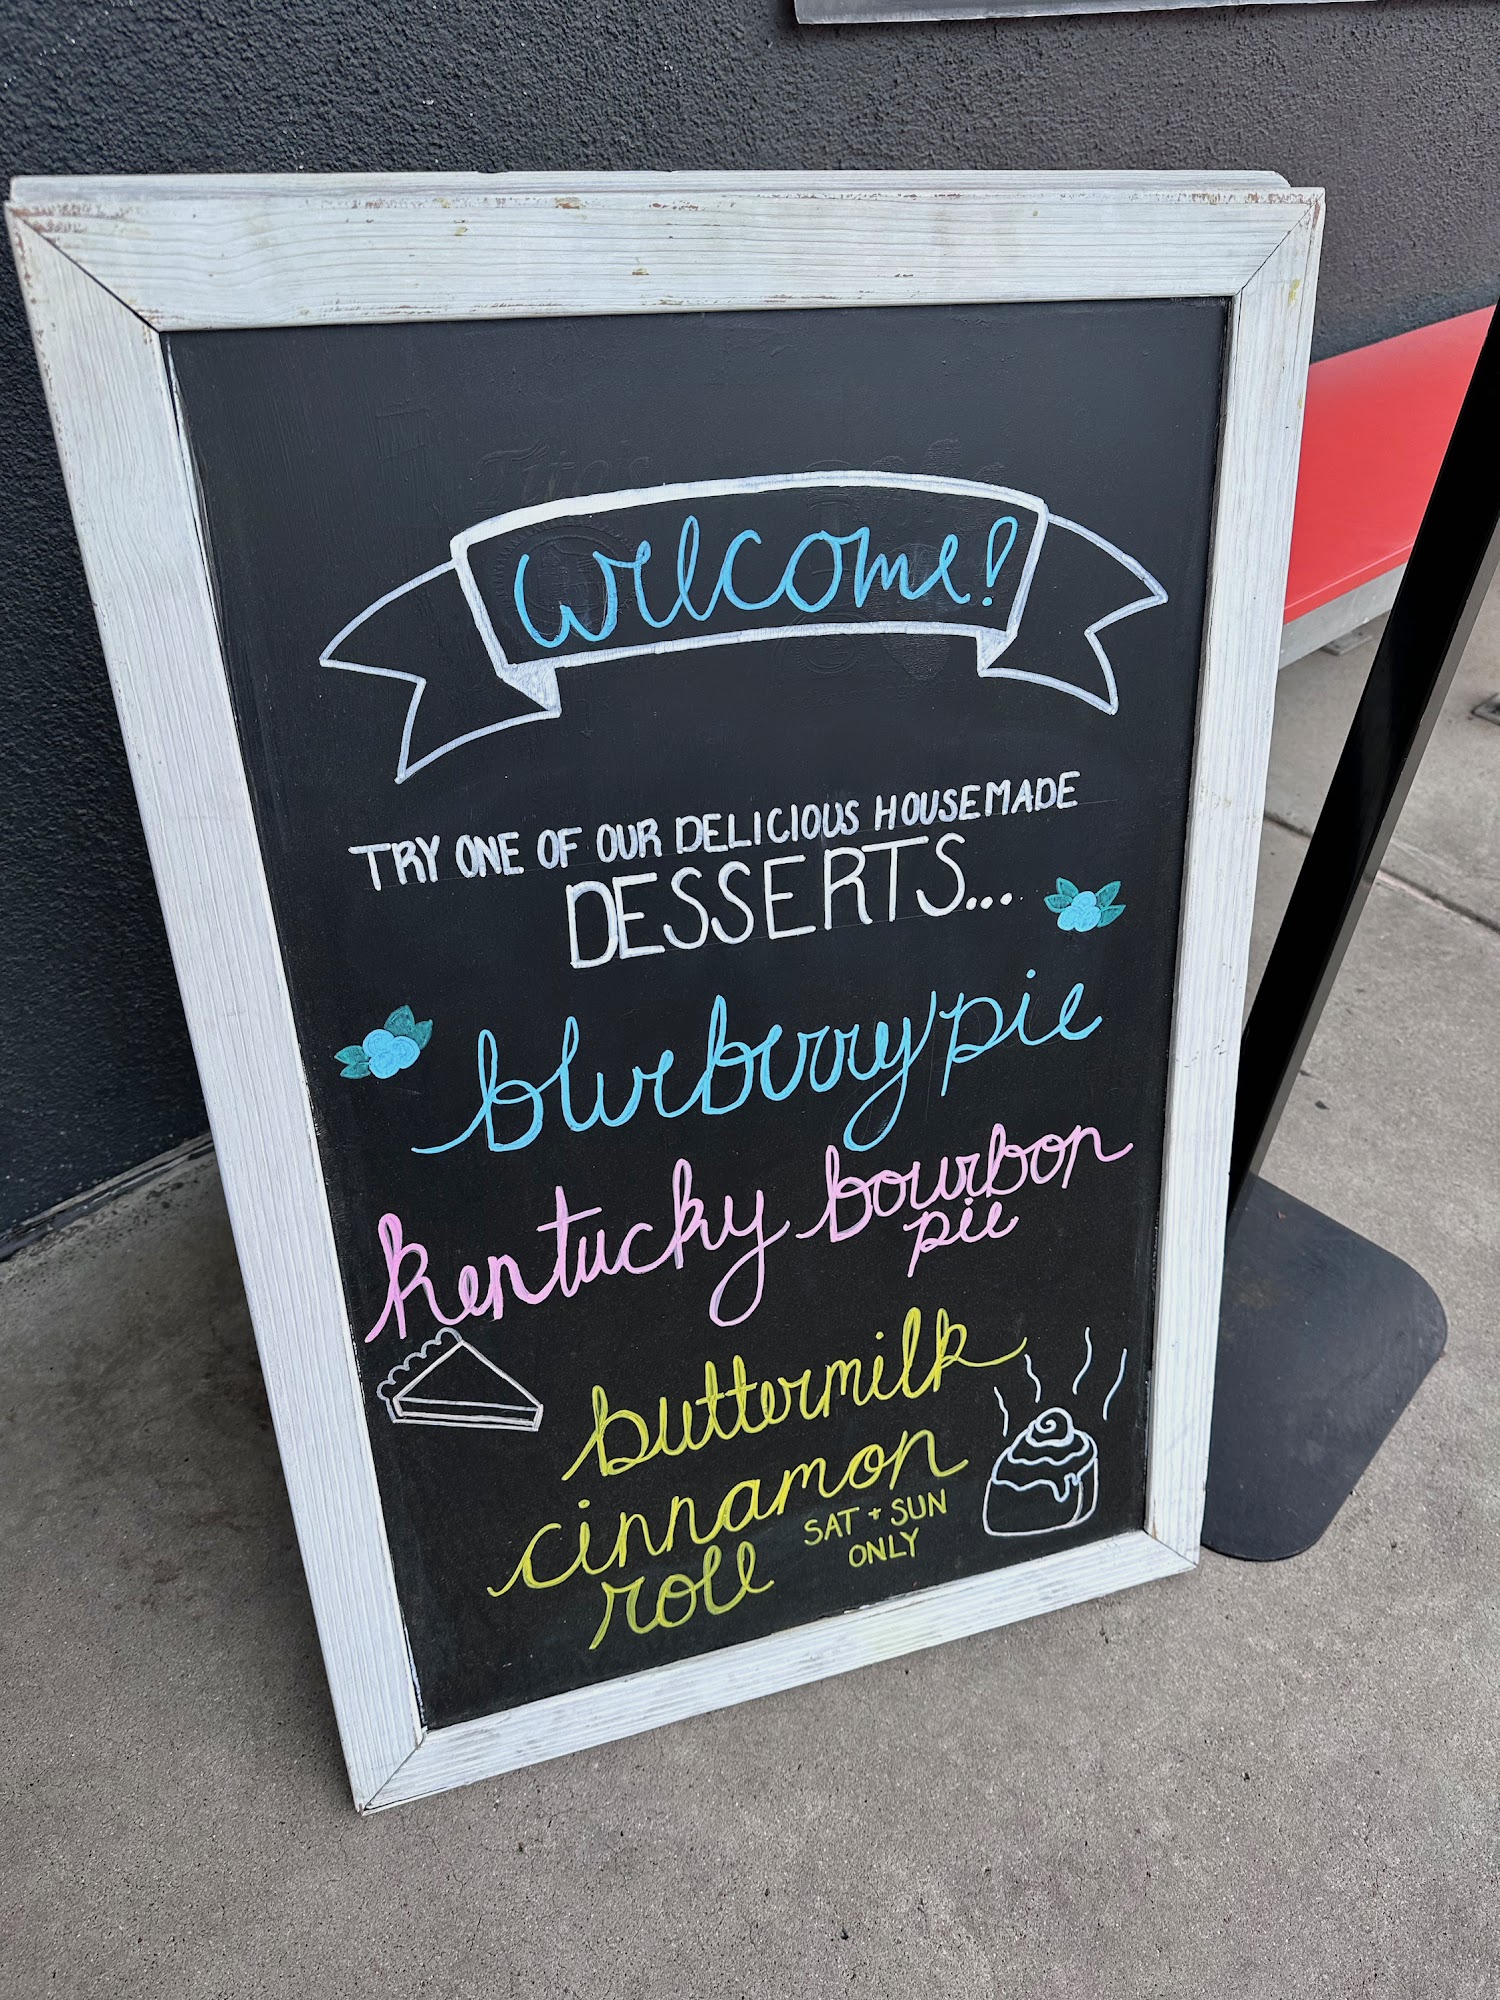 welcome!
TRY ONE OF OUR DELICIOUS HOUSEMADE
DESSERTS...
blueberry pie
kentucky bourbon
pie
buttermilk
cinnamon
roll
SAT + SUN
ONLY